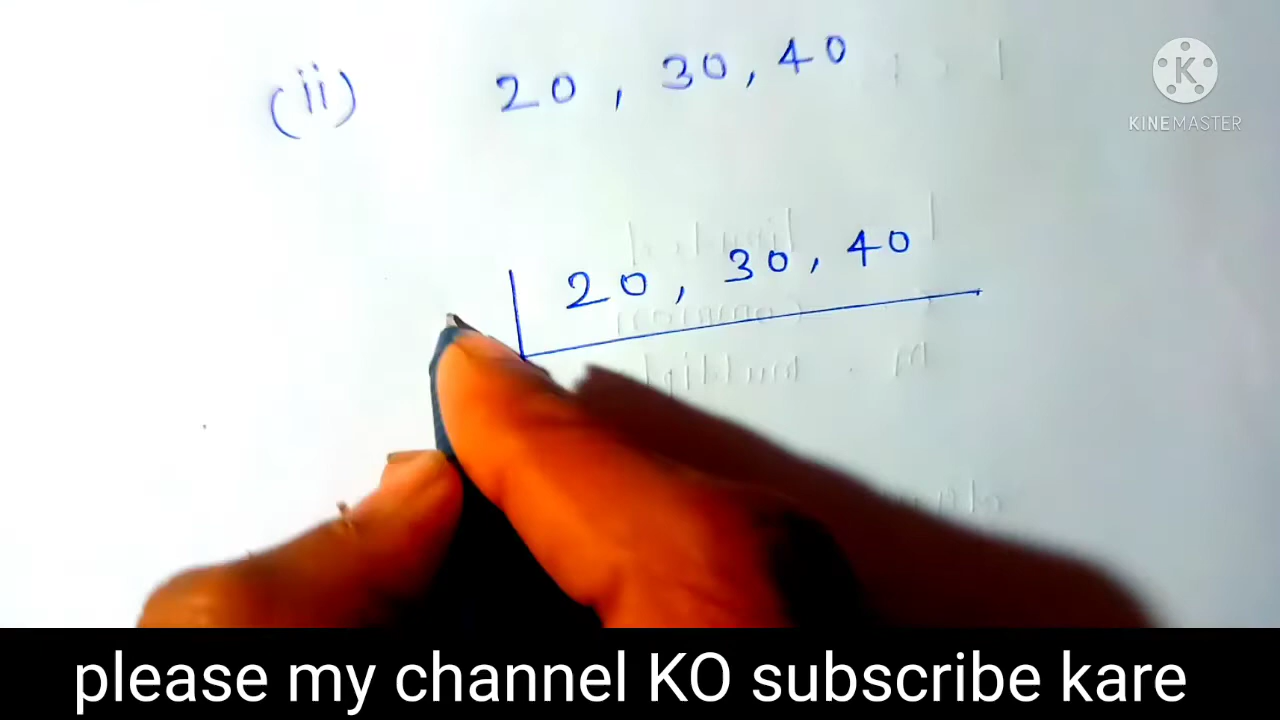 (ii) 20 , 30 , 40
KINEMASTER
20 , 30 , 40
please my channel KO subscribe kare